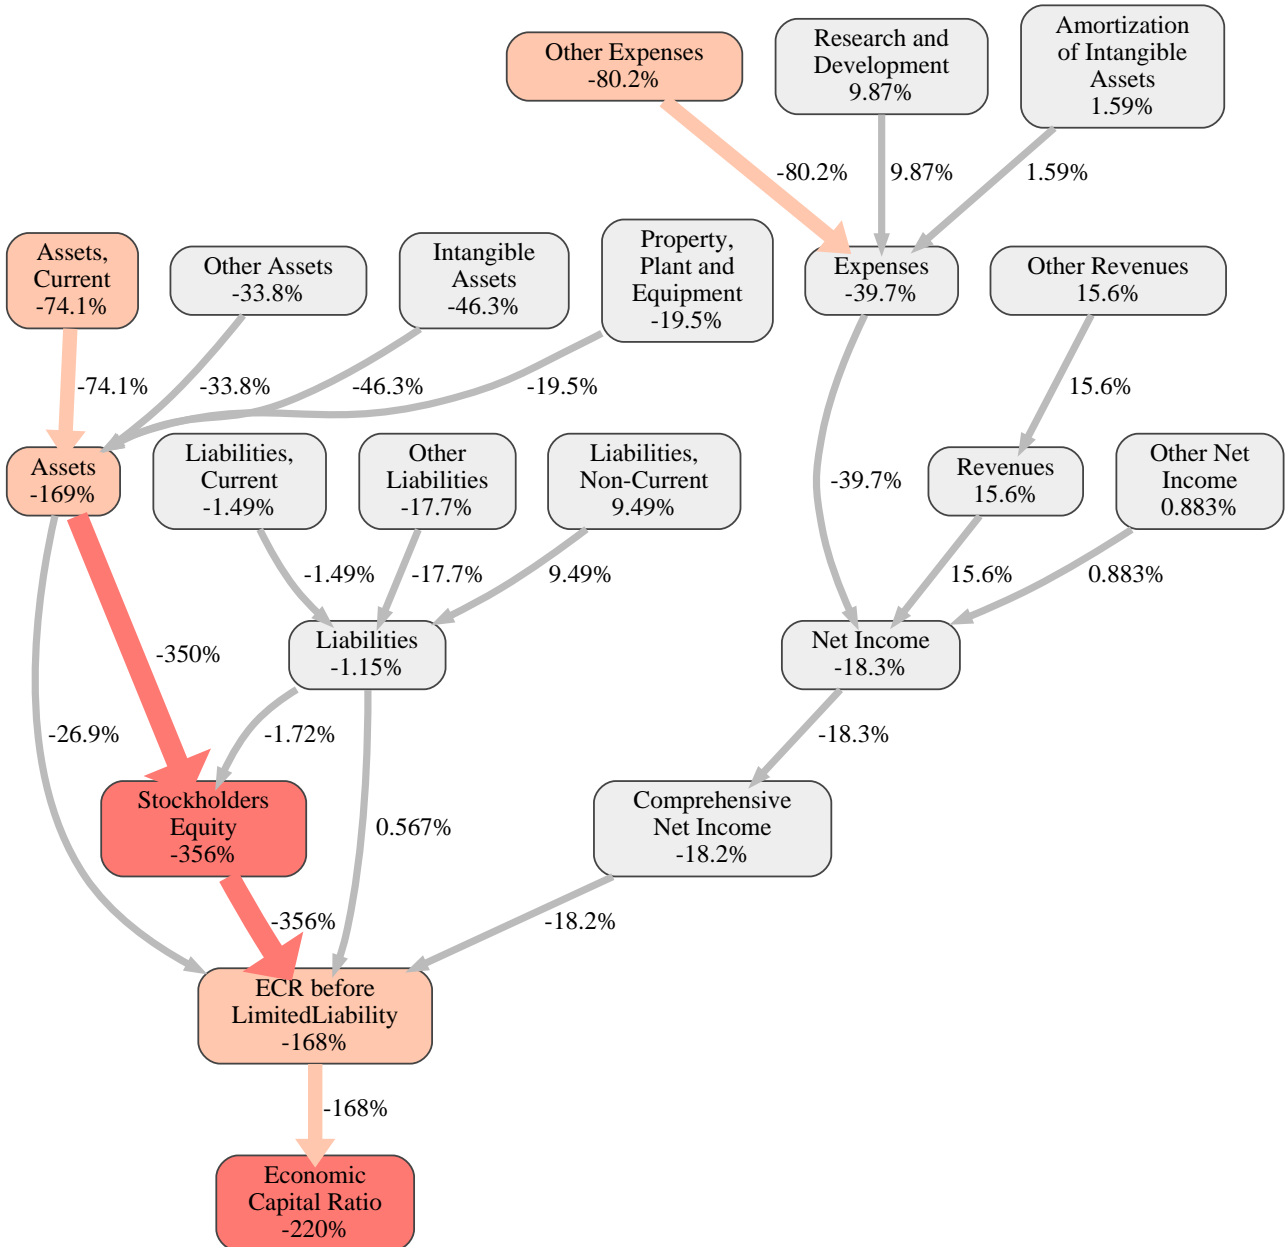 Other Expenses
-80.2%
Research and
Development
9.87%
Amortization
of Intangible
Assets
1.59%
-80.2%
9.87%
1.59%
Assets,
Current
-74.1%
Other Assets
-33.8%
Intangible
Assets
-46.3%
Property,
Plant and
Equipment
-19.5%
Expenses
-39.7%
Other Revenues
15.6%
-74.1%
-33.8%
-46.3%
-19.5%
15.6%
Assets
-169%
Liabilities,
Current
-1.49%
Other
Liabilities
-17.7%
Liabilities,
Non-Current
9.49%
-39.7%
Revenues
15.6%
Other Net
Income
0.883%
-1.49%
-17.7%
9.49%
15.6%
0.883%
-350%
Liabilities
-1.15%
Net Income
-18.3%
-26.9%
-1.72%
-18.3%
Stockholders
Equity
-356%
0.567%
Comprehensive
Net Income
-18.2%
-356%
-18.2%
ECR before
LimitedLiability
-168%
-168%
Economic
Capital Ratio
-220%